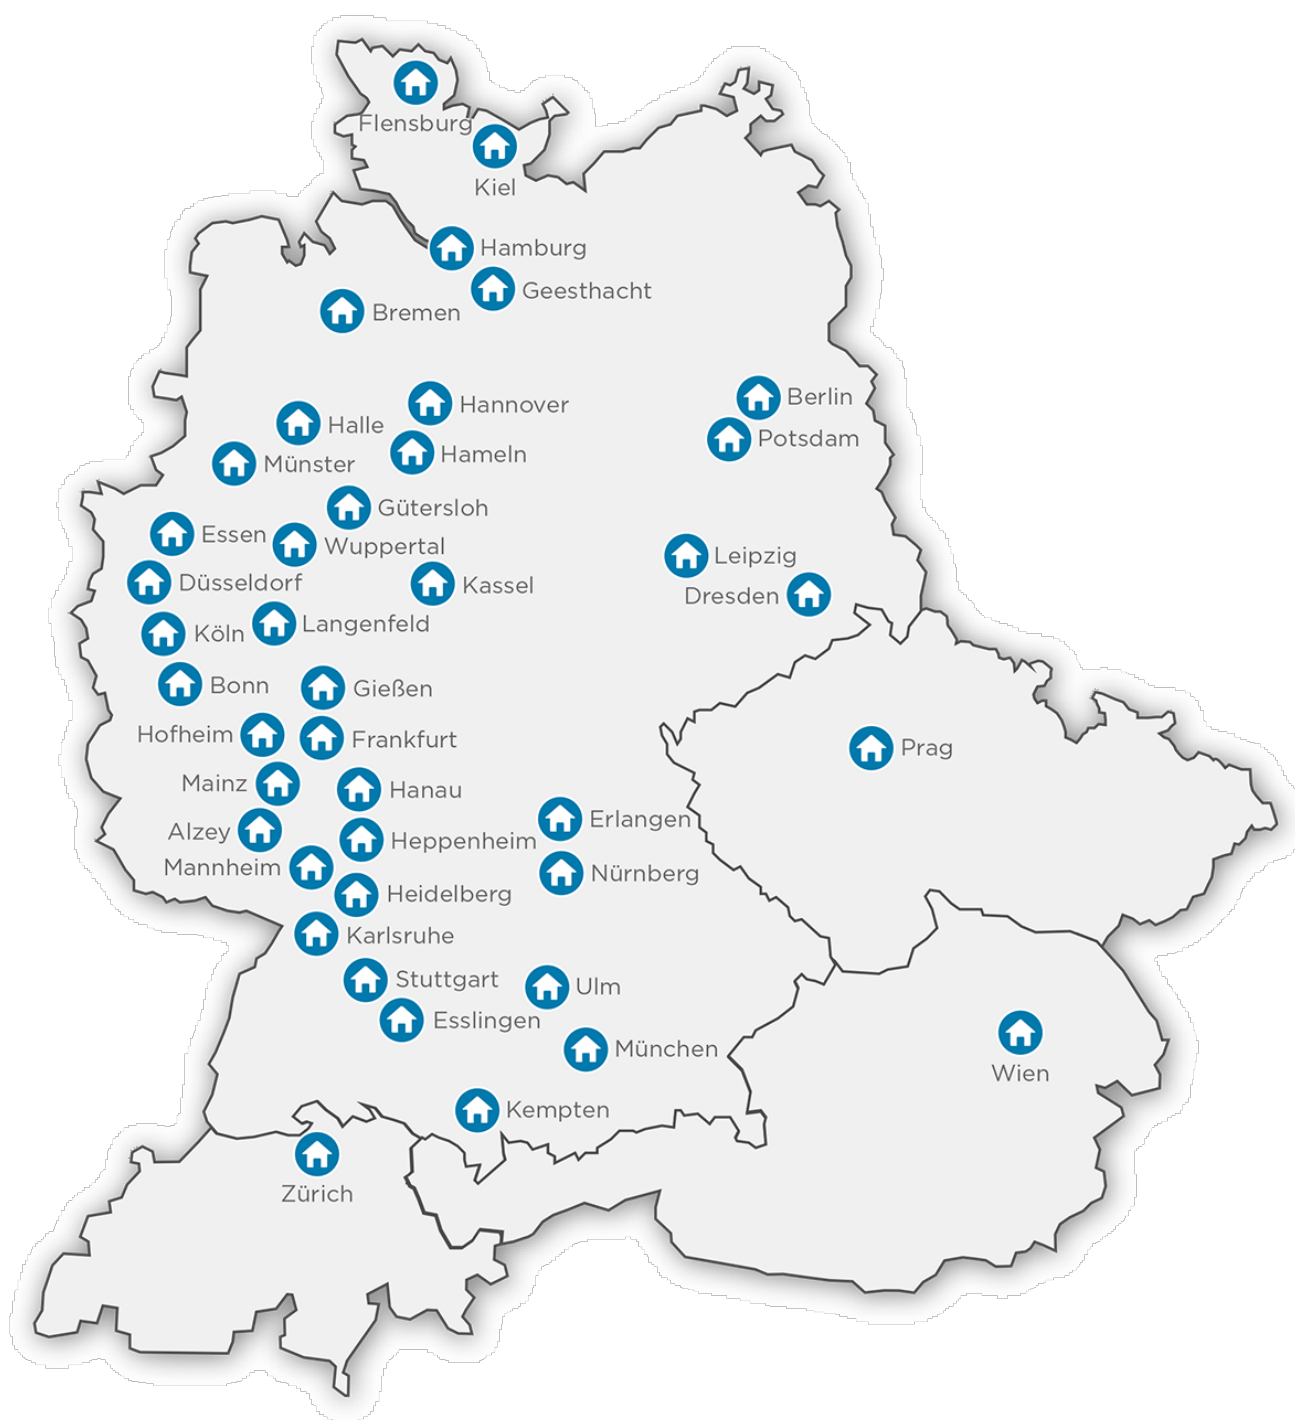 Flensburg
Kiel
Hamburg
Geesthacht
Bremen
Berlin
Hannover
Halle
Potsdam
Hameln
Münster
Gütersloh
Essen
Wuppertal
Leipzig
Düsseldorf
Kassel
Dresden
Langenfeld
Köln
Bonn
Gießen
Hofheim
Frankfurt
Prag
Mainz
Hanau
Erlangen
Alzey
Heppenheim
Mannheim
Nürnberg
Heidelberg
Karlsruhe
Stuttgart
Ulm
Esslingen
München
Wien
Kempten
Zürich